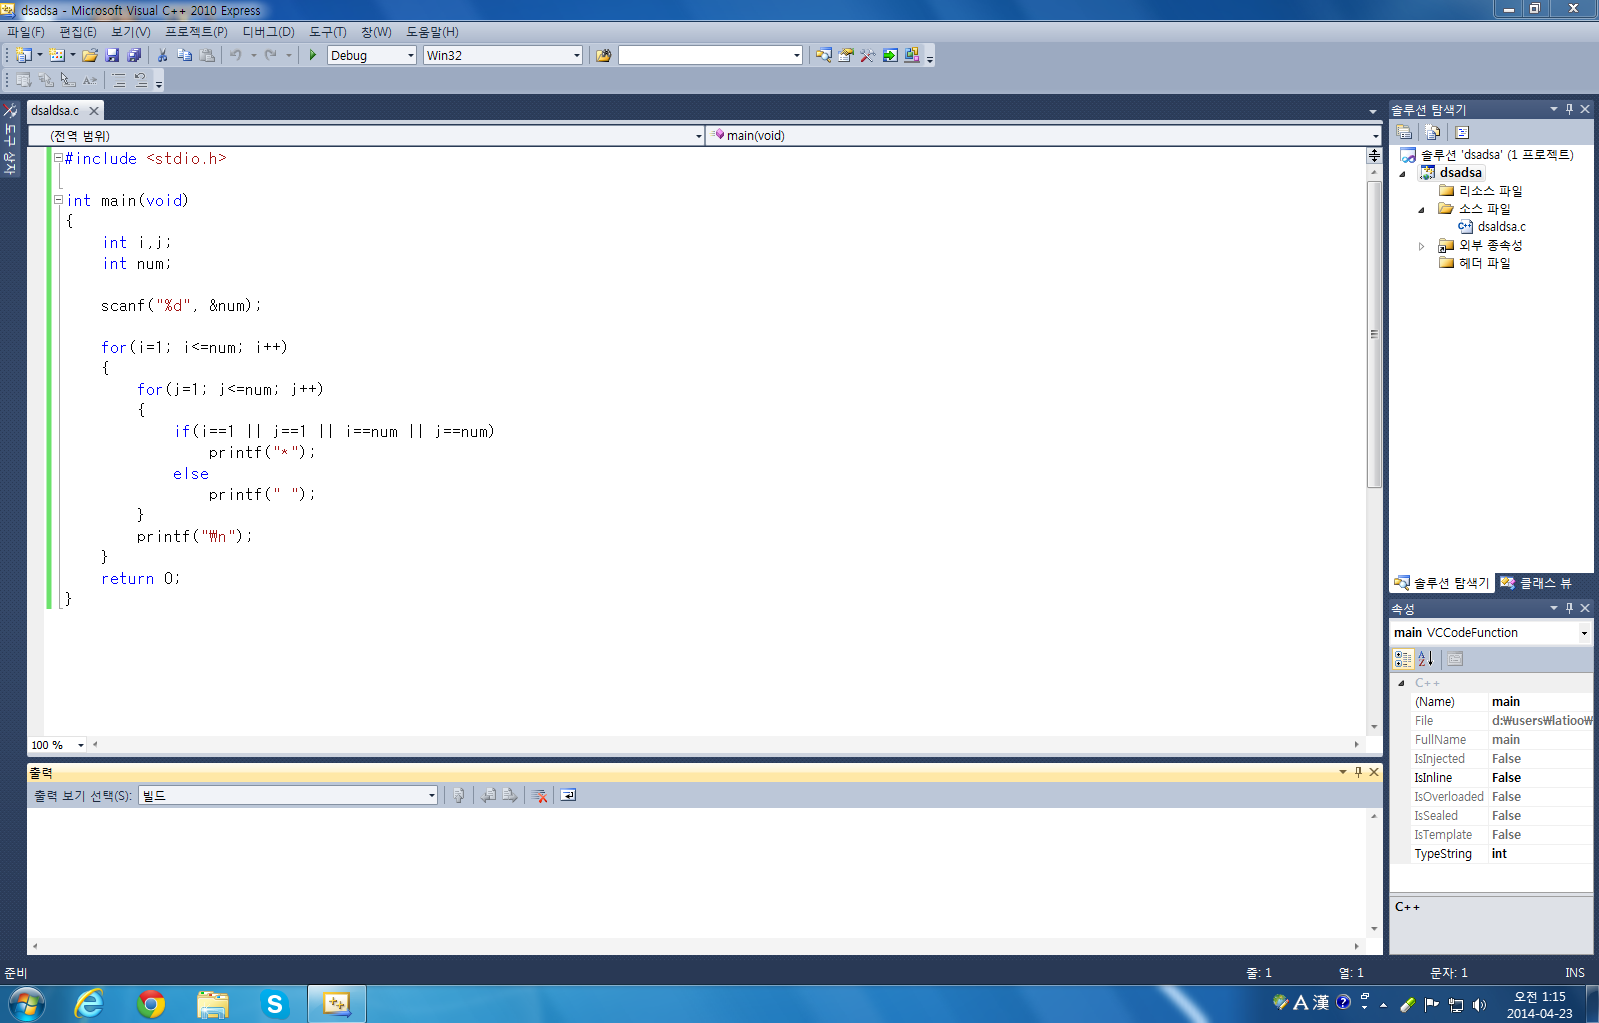 dsadsa - Microsoft Visual C++ 2010 Express
파일(F) 편집(E) 보기(V) 프로젝트(P) 디버그(D) 도구(T) 창(W) 도움말(H)
Debug Win32
dsaldsa.c
도구 상자
(전역 범위) main(void)
#include <stdio.h>
int main(void)
{
int i,j;
int num;
scanf("%d", &num);
for(i=1; i<=num; i++)
{
for(j=1; j<=num; j++)
{
if(i==1 || j==1 || i==num || j==num)
printf("*");
else
printf(" ");
}
printf("₩n");
}
return 0;
}
100 %
출력
출력 보기 선택(S): 빌드
솔루션 탐색기
솔루션 'dsadsa' (1 프로젝트)
dsadsa
리소스 파일
소스 파일
dsaldsa.c
외부 종속성
헤더 파일
솔루션 탐색기 클래스 뷰
속성
main VCCodeFunction
C++
(Name) main
File d:₩users₩latioo₩
FullName main
IsInjected False
IsInline False
IsOverloaded False
IsSealed False
IsTemplate False
TypeString int
C++
준비 줄: 1 열: 1 문자: 1 INS
A 漢
오전 1:15
2014-04-23